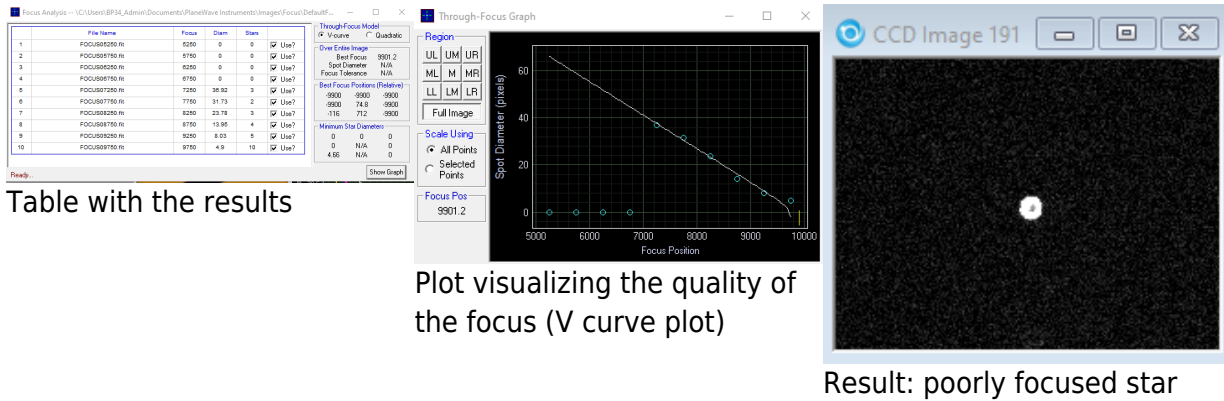 Focus Analysis -- \C:\Users\BP34_Admin\Documents\PlaneWave Instruments\Images\Focus\DefaultF...
File Name Focus Diam Stars
1 FOCUS05250.fit 5250 0 0 Use?
2 FOCUS05750.fit 5750 0 0 Use?
3 FOCUS06250.fit 6250 0 0 Use?
4 FOCUS06750.fit 6750 0 0 Use?
5 FOCUS07250.fit 7250 36.92 3 Use?
6 FOCUS07750.fit 7750 31.73 2 Use?
7 FOCUS08250.fit 8250 23.78 3 Use?
8 FOCUS08750.fit 8750 13.95 4 Use?
9 FOCUS09250.fit 9250 8.03 5 Use?
10 FOCUS09750.fit 9750 4.9 10 Use?
Ready...
Through-Focus Model
V-curve Quadratic
Over Entire Image
Best Focus 9901.2
Spot Diameter N/A
Focus Tolerance N/A
Best Focus Positions (Relative)
-9900 -9900 -9900
-9900 74.8 -9900
-116 712 -9900
Minimum Star Diameters
0 0 0
0 N/A 0
4.66 N/A 0
Show Graph
Table with the results
Through-Focus Graph
Region
UL UM UR
ML M MR
LL LM LR
Full Image
Scale Using
All Points
Selected
Points
Focus Pos
9901.2
Spot Diameter (pixels)
60
40
20
0
5000 6000 7000 8000 9000 10000
Focus Position
Plot visualizing the quality of
the focus (V curve plot)
CCD Image 191
Result: poorly focused star